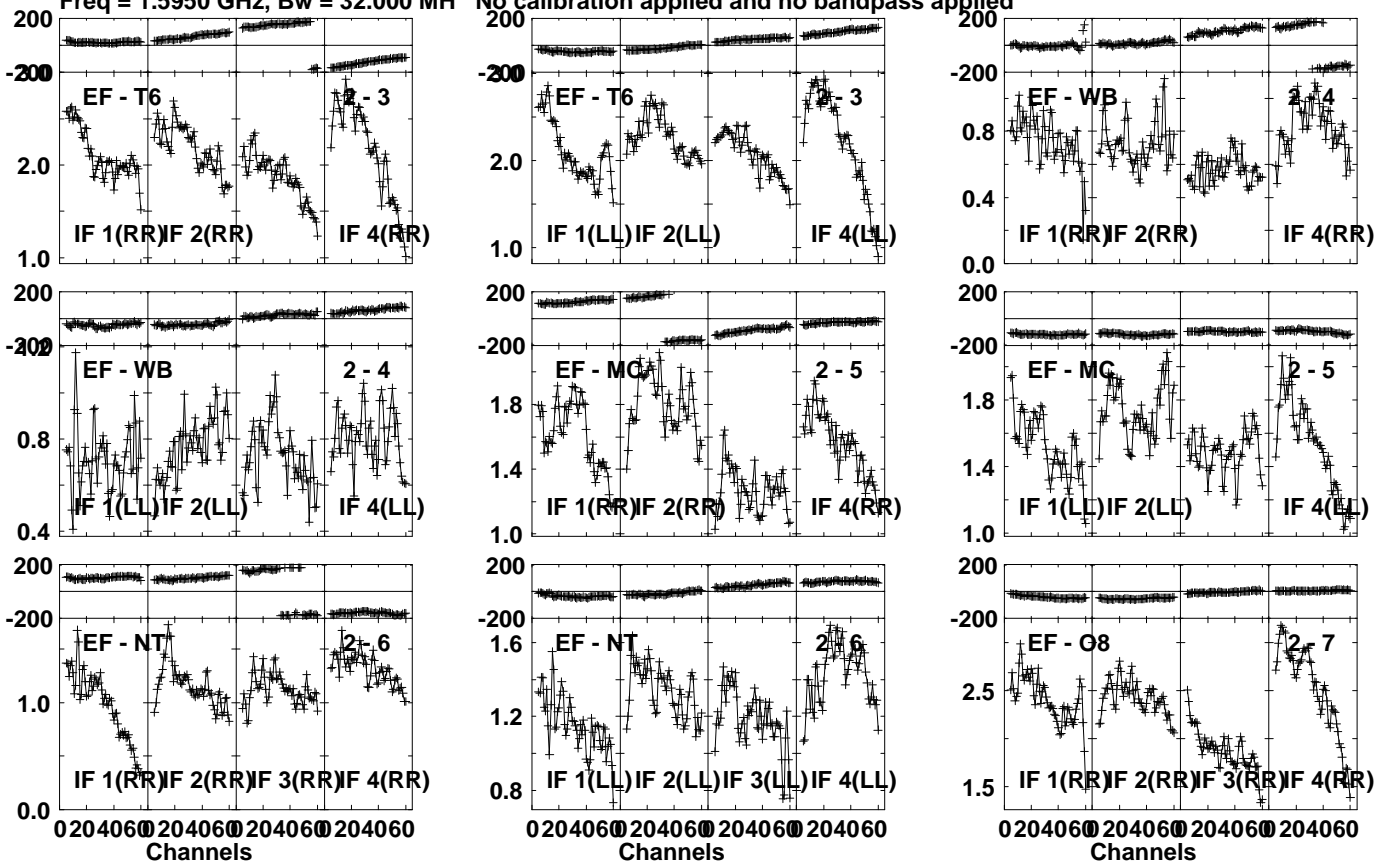 Freq = 1.5950 GHz, Bw = 32.000 MH No calibration applied and no bandpass applied
200 200 200
-200 -200 -200
3.0
EF - T6 2 - 3 EF - T6 2 - 3 EF - WB 2 - 4
2.0 2.0 0.8
0.4
IF 1(RR) IF 2(RR) IF 4(RR) IF 1(LL) IF 2(LL) IF 4(LL) IF 1(RR) IF 2(RR) IF 4(RR)
1.0 1.0 0.0
200 200 200
-200 -200 -200
1.2
EF - WB 2 - 4 EF - MC 2 - 5 EF - MC 2 - 5
0.8 1.8 1.8
1.4 1.4
IF 1(LL) IF 2(LL) IF 4(LL) IF 1(RR) IF 2(RR) IF 4(RR) IF 1(LL) IF 2(LL) IF 4(LL)
0.4 1.0 1.0
200 200 200
-200 -200 -200
EF - NT 2 - 6 EF - NT 2 - 6 EF - O8 2 - 7
1.6
1.0 1.2 2.5
IF 1(RR) IF 2(RR) IF 3(RR) IF 4(RR) IF 1(LL) IF 2(LL) IF 3(LL) IF 4(LL) IF 1(RR) IF 2(RR) IF 3(RR) IF 4(RR)
0.0 0.8 1.5
0 20 40 60 0 20 40 60 0 20 40 60 0 20 40 60 0 20 40 60 0 20 40 60 0 20 40 60 0 20 40 60 0 20 40 60 0 20 40 60 0 20 40 60 0 20 40 60
Channels Channels Channels